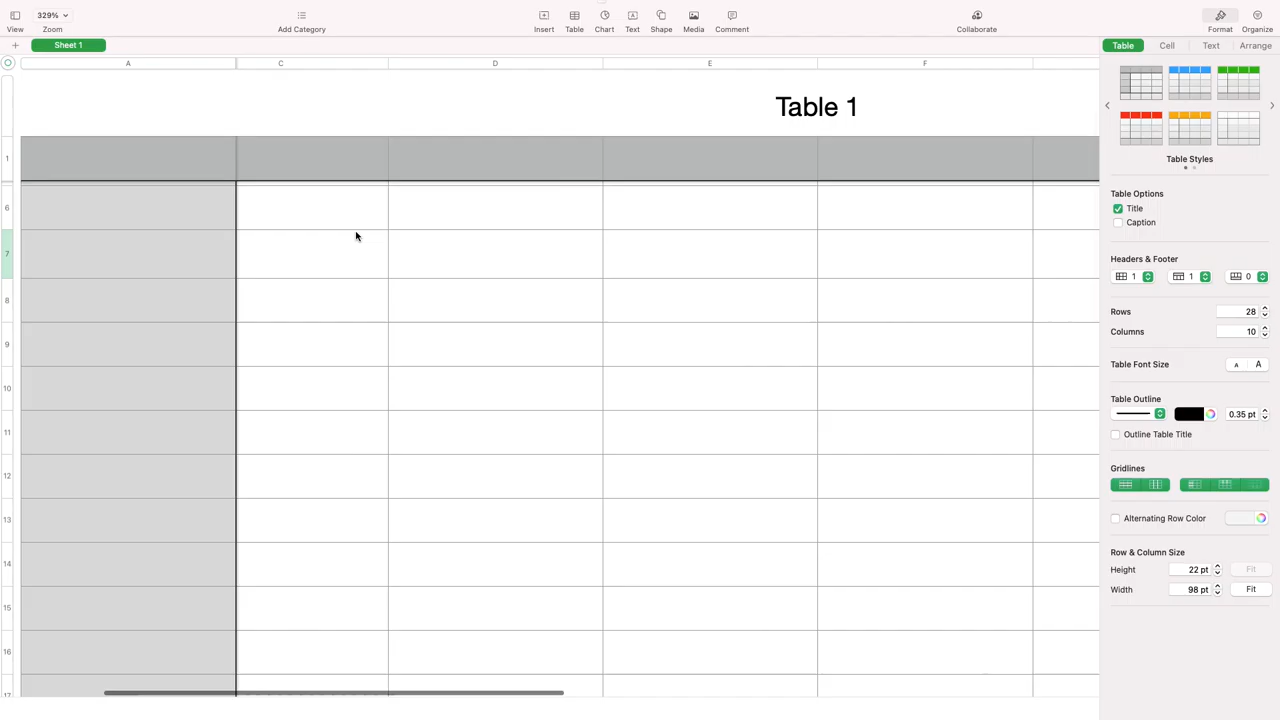 329%
View
Zoom
Add Category
Insert
Table
Chart
Text
Shape
Media
Comment
Collaborate
Format
Organize
Sheet 1
Table
Cell
Text
Arrange
A
C
D
E
F
Table 1
1
6
7
8
9
10
11
12
13
14
15
16
17
Table Styles
Table Options
Title
Caption
Headers & Footer
1
1
0
Rows
28
Columns
10
Table Font Size
A
A
Table Outline
0.35 pt
Outline Table Title
Gridlines
Alternating Row Color
Row & Column Size
Height
22 pt
Fit
Width
98 pt
Fit